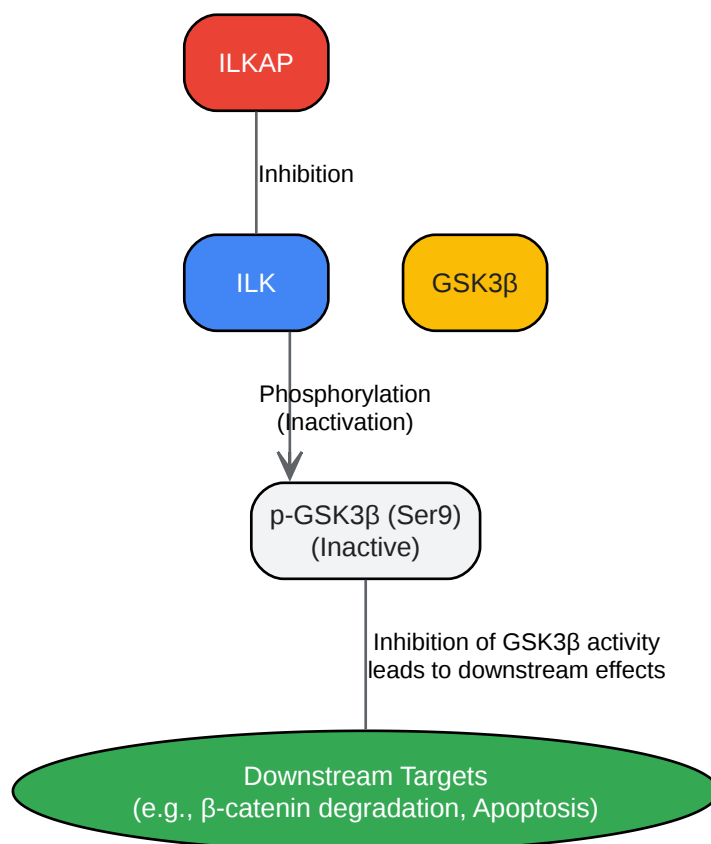 ILKAP
Inhibition
ILK
GSK3β
Phosphorylation
(Inactivation)
p-GSK3β (Ser9)
(Inactive)
Inhibition of GSK3β activity
leads to downstream effects
Downstream Targets
(e.g., β-catenin degradation, Apoptosis)